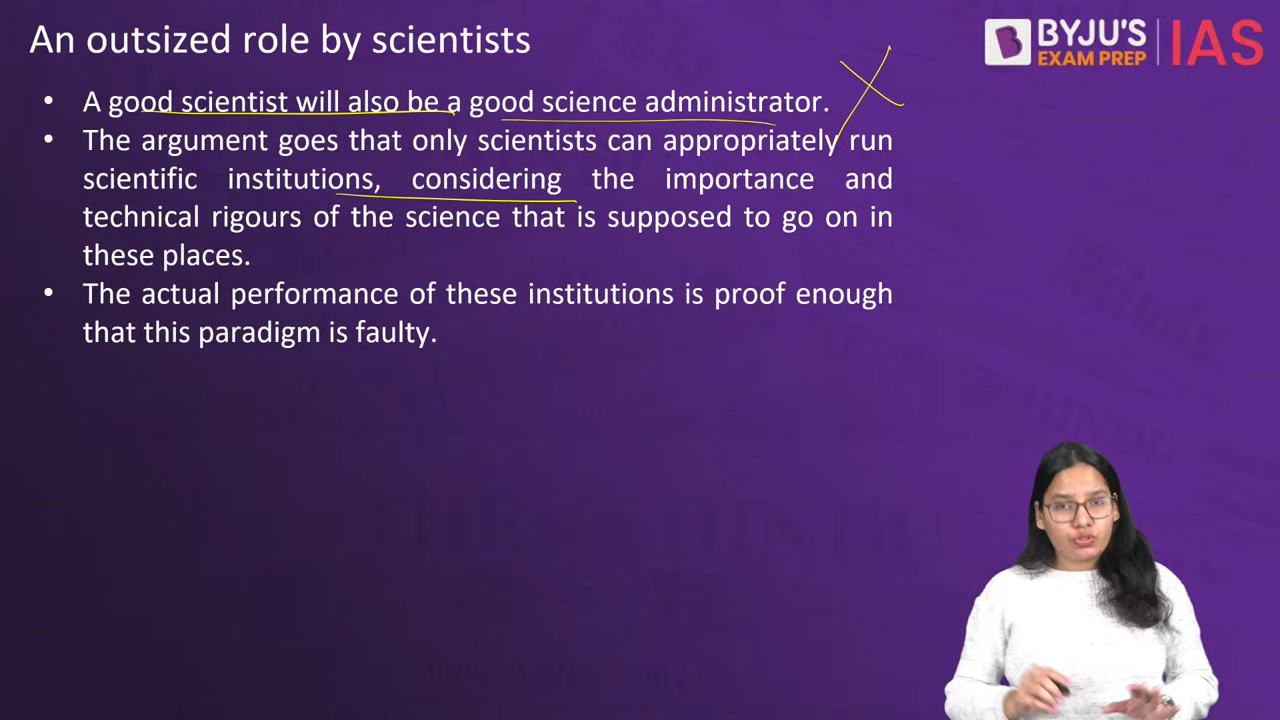 An outsized role by scientists
BYJU'S
EXAM PREP
IAS
• A good scientist will also be a good science administrator.
• The argument goes that only scientists can appropriately run
scientific institutions, considering the importance and
technical rigours of the science that is supposed to go on in
these places.
• The actual performance of these institutions is proof enough
that this paradigm is faulty.